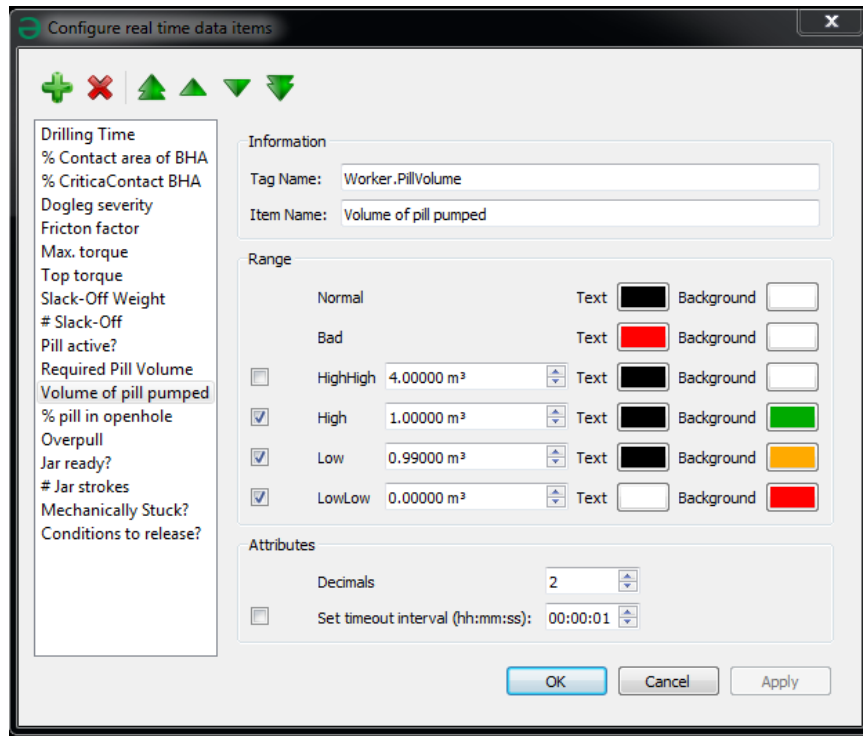 Configure real time data items
Drilling Time
% Contact area of BHA
% CriticaContact BHA
Dogleg severity
Fricton factor
Max. torque
Top torque
Slack-Off Weight
# Slack-Off
Pill active?
Required Pill Volume
Volume of pill pumped
% pill in openhole
Overpull
Jar ready?
# Jar strokes
Mechanically Stuck?
Conditions to release?
Information
Tag Name: Worker.PillVolume
Item Name: Volume of pill pumped
Range
Normal Text Background
Bad Text Background
HighHigh 4.00000 m³ Text Background
High 1.00000 m³ Text Background
Low 0.99000 m³ Text Background
LowLow 0.00000 m³ Text Background
Attributes
Decimals 2
Set timeout interval (hh:mm:ss): 00:00:01
OK Cancel Apply